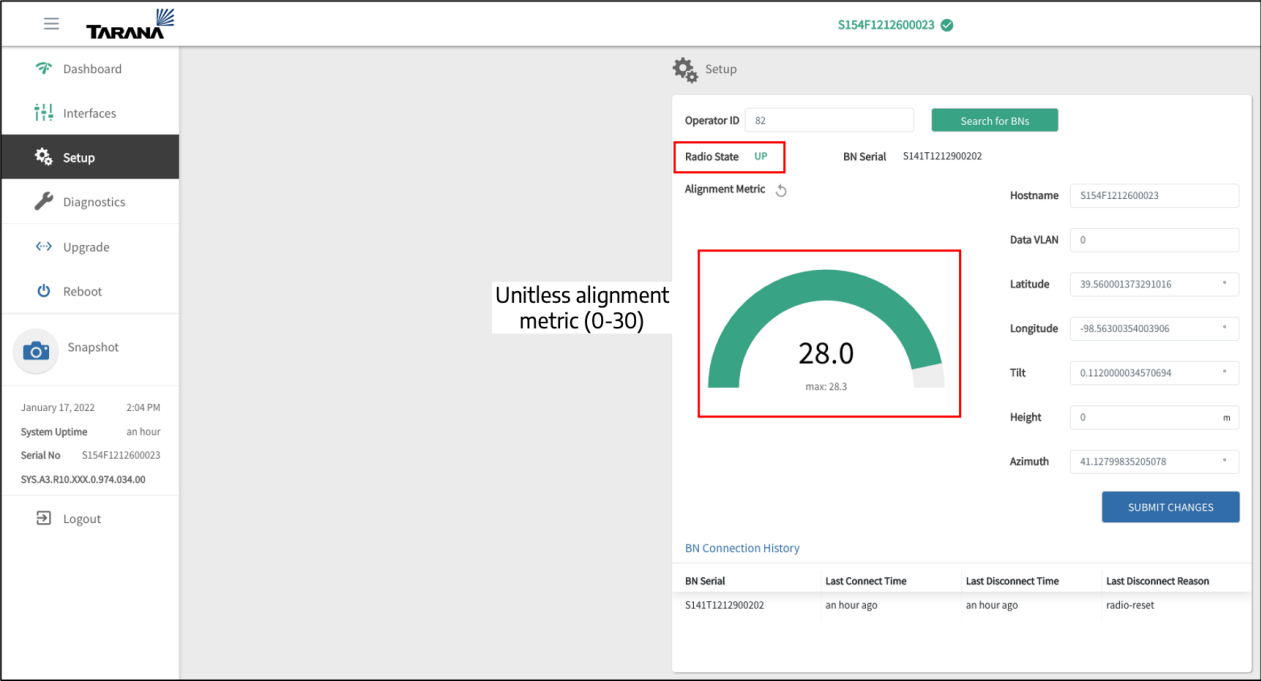 TARANA
S154F1212600023
Dashboard
Interfaces
Setup
Diagnostics
Upgrade
Reboot
Snapshot
January 17, 2022 2:04 PM
System Uptime an hour
Serial No S154F1212600023
SYS.A3.R10.XXX.0.974.034.00
Logout
Setup
Operator ID 82 Search for BNs
Radio State UP BN Serial S141T1212900202
Alignment Metric
Unitless alignment
metric (0-30)
28.0
max: 28.3
Hostname S154F1212600023
Data VLAN 0
Latitude 39.560001373291016 °
Longitude -98.56300354003906 °
Tilt 0.1120000034570694 °
Height 0 m
Azimuth 41.12799835205078 °
SUBMIT CHANGES
BN Connection History
BN Serial Last Connect Time Last Disconnect Time Last Disconnect Reason
S141T1212900202 an hour ago an hour ago radio-reset